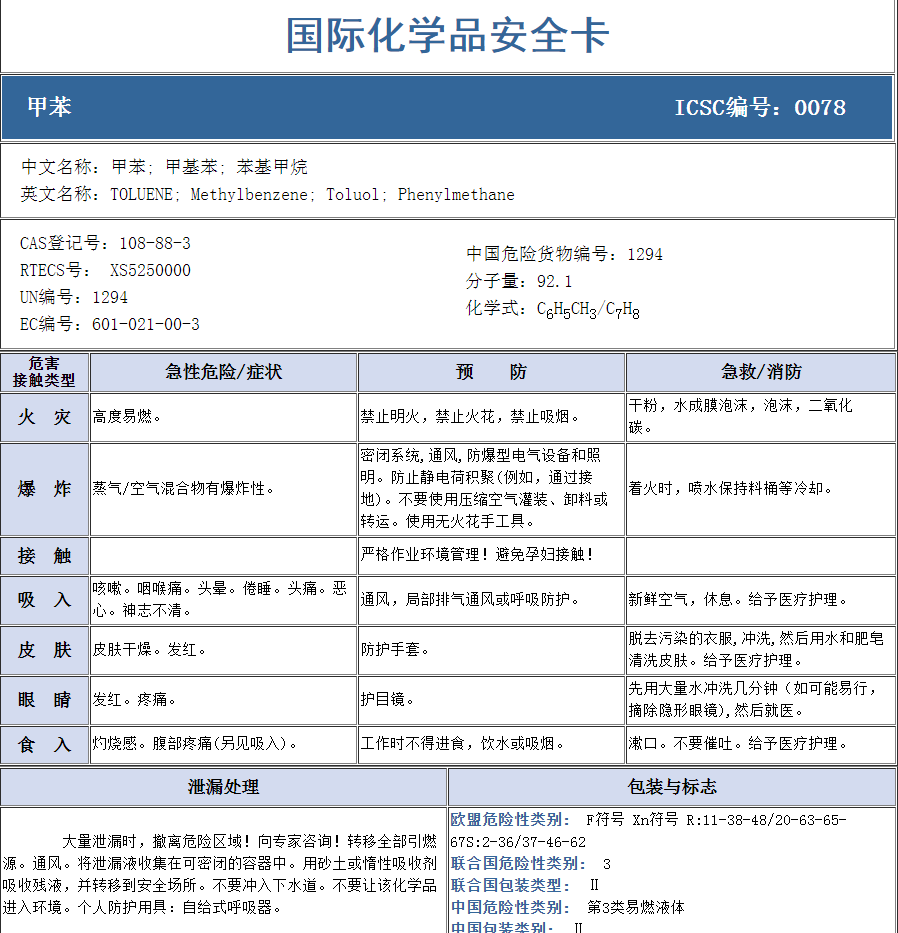 国际化学品安全卡
甲苯 ICSC编号：0078
中文名称：甲苯；甲基苯；苯基甲烷
英文名称：TOLUENE；Methylbenzene；Toluol；Phenylmethane
CAS登记号：108-88-3
RTECS号： XS5250000
UN编号：1294
EC编号：601-021-00-3
中国危险货物编号：1294
分子量：92.1
化学式：C6H5CH3/C7H8
危害
接触类型
急性危险/症状
预 防
急救/消防
火 灾
高度易燃。
禁止明火，禁止火花，禁止吸烟。
干粉，水成膜泡沫，泡沫，二氧化
碳。
爆 炸
蒸气/空气混合物有爆炸性。
密闭系统,通风,防爆型电气设备和照
明。防止静电荷积聚(例如，通过接
地)。不要使用压缩空气灌装、卸料或
转运。使用无火花手工具。
着火时，喷水保持料桶等冷却。
接 触
严格作业环境管理！避免孕妇接触！
吸 入
咳嗽。咽喉痛。头晕。倦睡。头痛。恶
心。神志不清。
通风，局部排气通风或呼吸防护。
新鲜空气，休息。给予医疗护理。
皮 肤
皮肤干燥。发红。
防护手套。
脱去污染的衣服,冲洗,然后用水和肥皂
清洗皮肤。给予医疗护理。
眼 睛
发红。疼痛。
护目镜。
先用大量水冲洗几分钟（如可能易行，
摘除隐形眼镜),然后就医。
食 入
灼烧感。腹部疼痛(另见吸入)。
工作时不得进食，饮水或吸烟。
漱口。不要催吐。给予医疗护理。
泄漏处理
大量泄漏时，撤离危险区域！向专家咨询！转移全部引燃
源。通风。将泄漏液收集在可密闭的容器中。用砂土或惰性吸收剂
吸收残液，并转移到安全场所。不要冲入下水道。不要让该化学品
进入环境。个人防护用具：自给式呼吸器。
包装与标志
欧盟危险性类别： F符号 Xn符号 R:11-38-48/20-63-65-
67S:2-36/37-46-62
联合国危险性类别： 3
联合国包装类型： Ⅱ
中国危险性类别： 第3类易燃液体
中国包装类别： Ⅱ